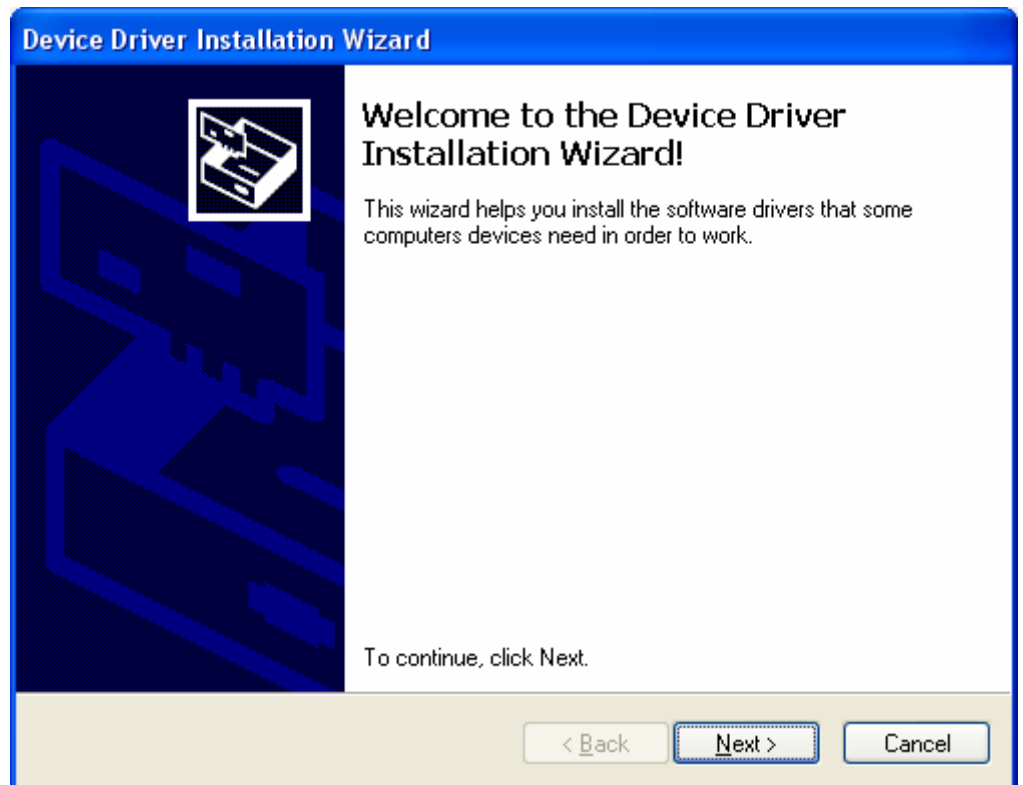 Device Driver Installation Wizard
Welcome to the Device Driver
Installation Wizard!
This wizard helps you install the software drivers that some
computers devices need in order to work.
To continue, click Next.
< Back
Next >
Cancel